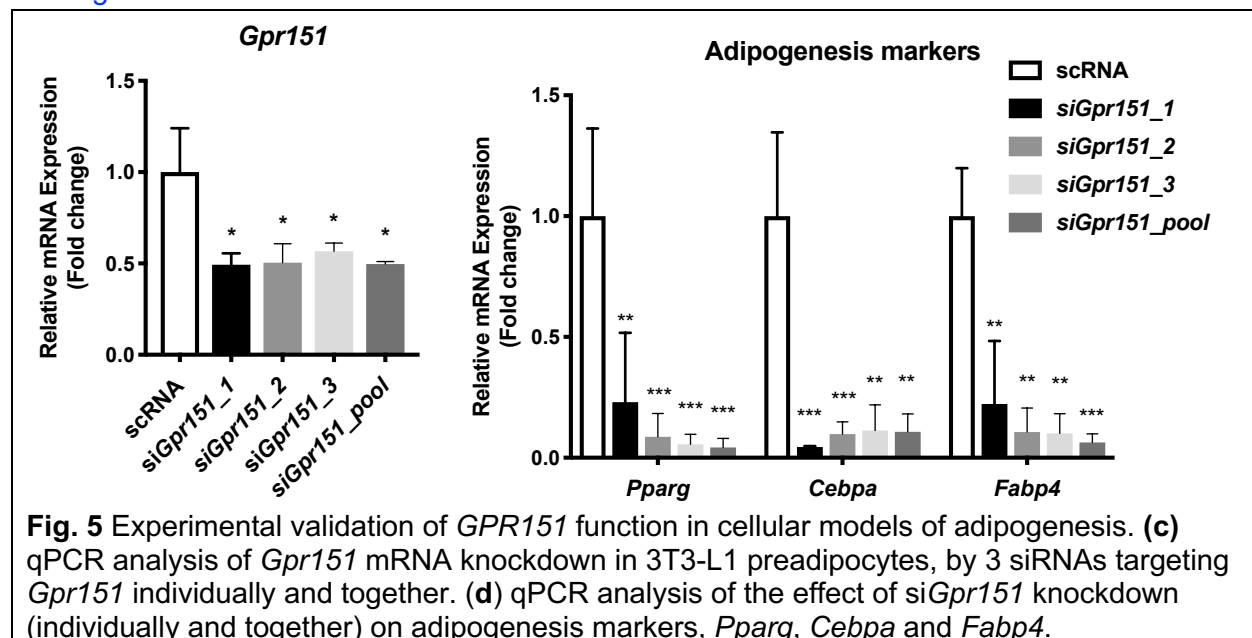 Gpr151
Relative mRNA Expression
(Fold change)
1.5
1.0
0.5
0.0
* * * *
scRNA
siGpr151_1
siGpr151_2
siGpr151_3
siGpr151_pool
Adipogenesis markers
Relative mRNA Expression
(Fold change)
1.5
1.0
0.5
0.0
** *** *** ***
*** *** ** **
** ** ** ***
Pparg Cebpa Fabp4
scRNA
siGpr151_1
siGpr151_2
siGpr151_3
siGpr151_pool
Fig. 5 Experimental validation of GPR151 function in cellular models of adipogenesis. (c)
qPCR analysis of Gpr151 mRNA knockdown in 3T3-L1 preadipocytes, by 3 siRNAs targeting
Gpr151 individually and together. (d) qPCR analysis of the effect of siGpr151 knockdown
(individually and together) on adipogenesis markers, Pparg, Cebpa and Fabp4.